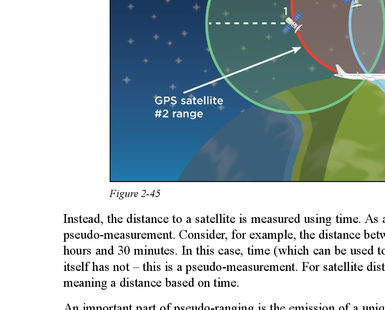 1
GPS satellite
#2 range
Figure 2-45
Instead, the distance to a satellite is measured using time. As a
pseudo-measurement. Consider, for example, the distance betw
hours and 30 minutes. In this case, time (which can be used to
itself has not – this is a pseudo-measurement. For satellite dist
meaning a distance based on time.
An important part of pseudo-ranging is the emission of a uniq